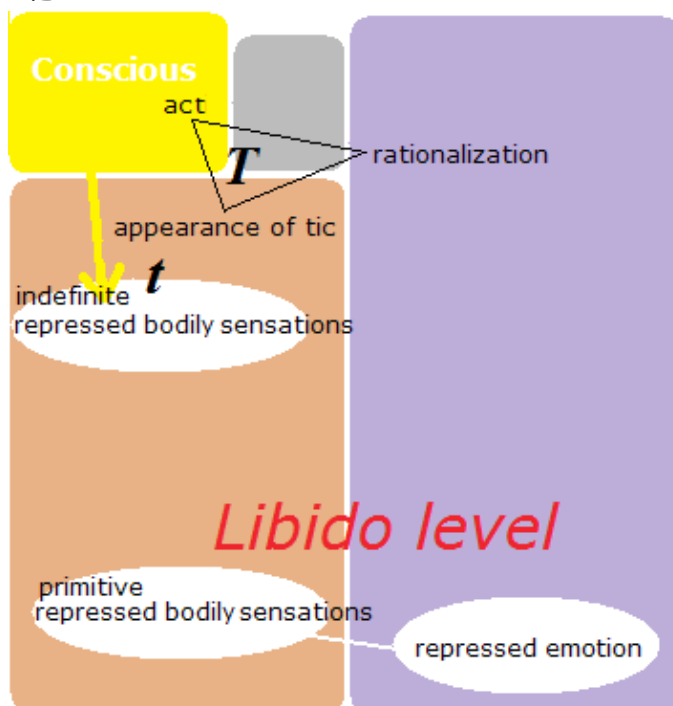 Conscious
act
T
rationalization
appearance of tic
t
indefinite
repressed bodily sensations
Libido level
primitive
repressed bodily sensations
repressed emotion